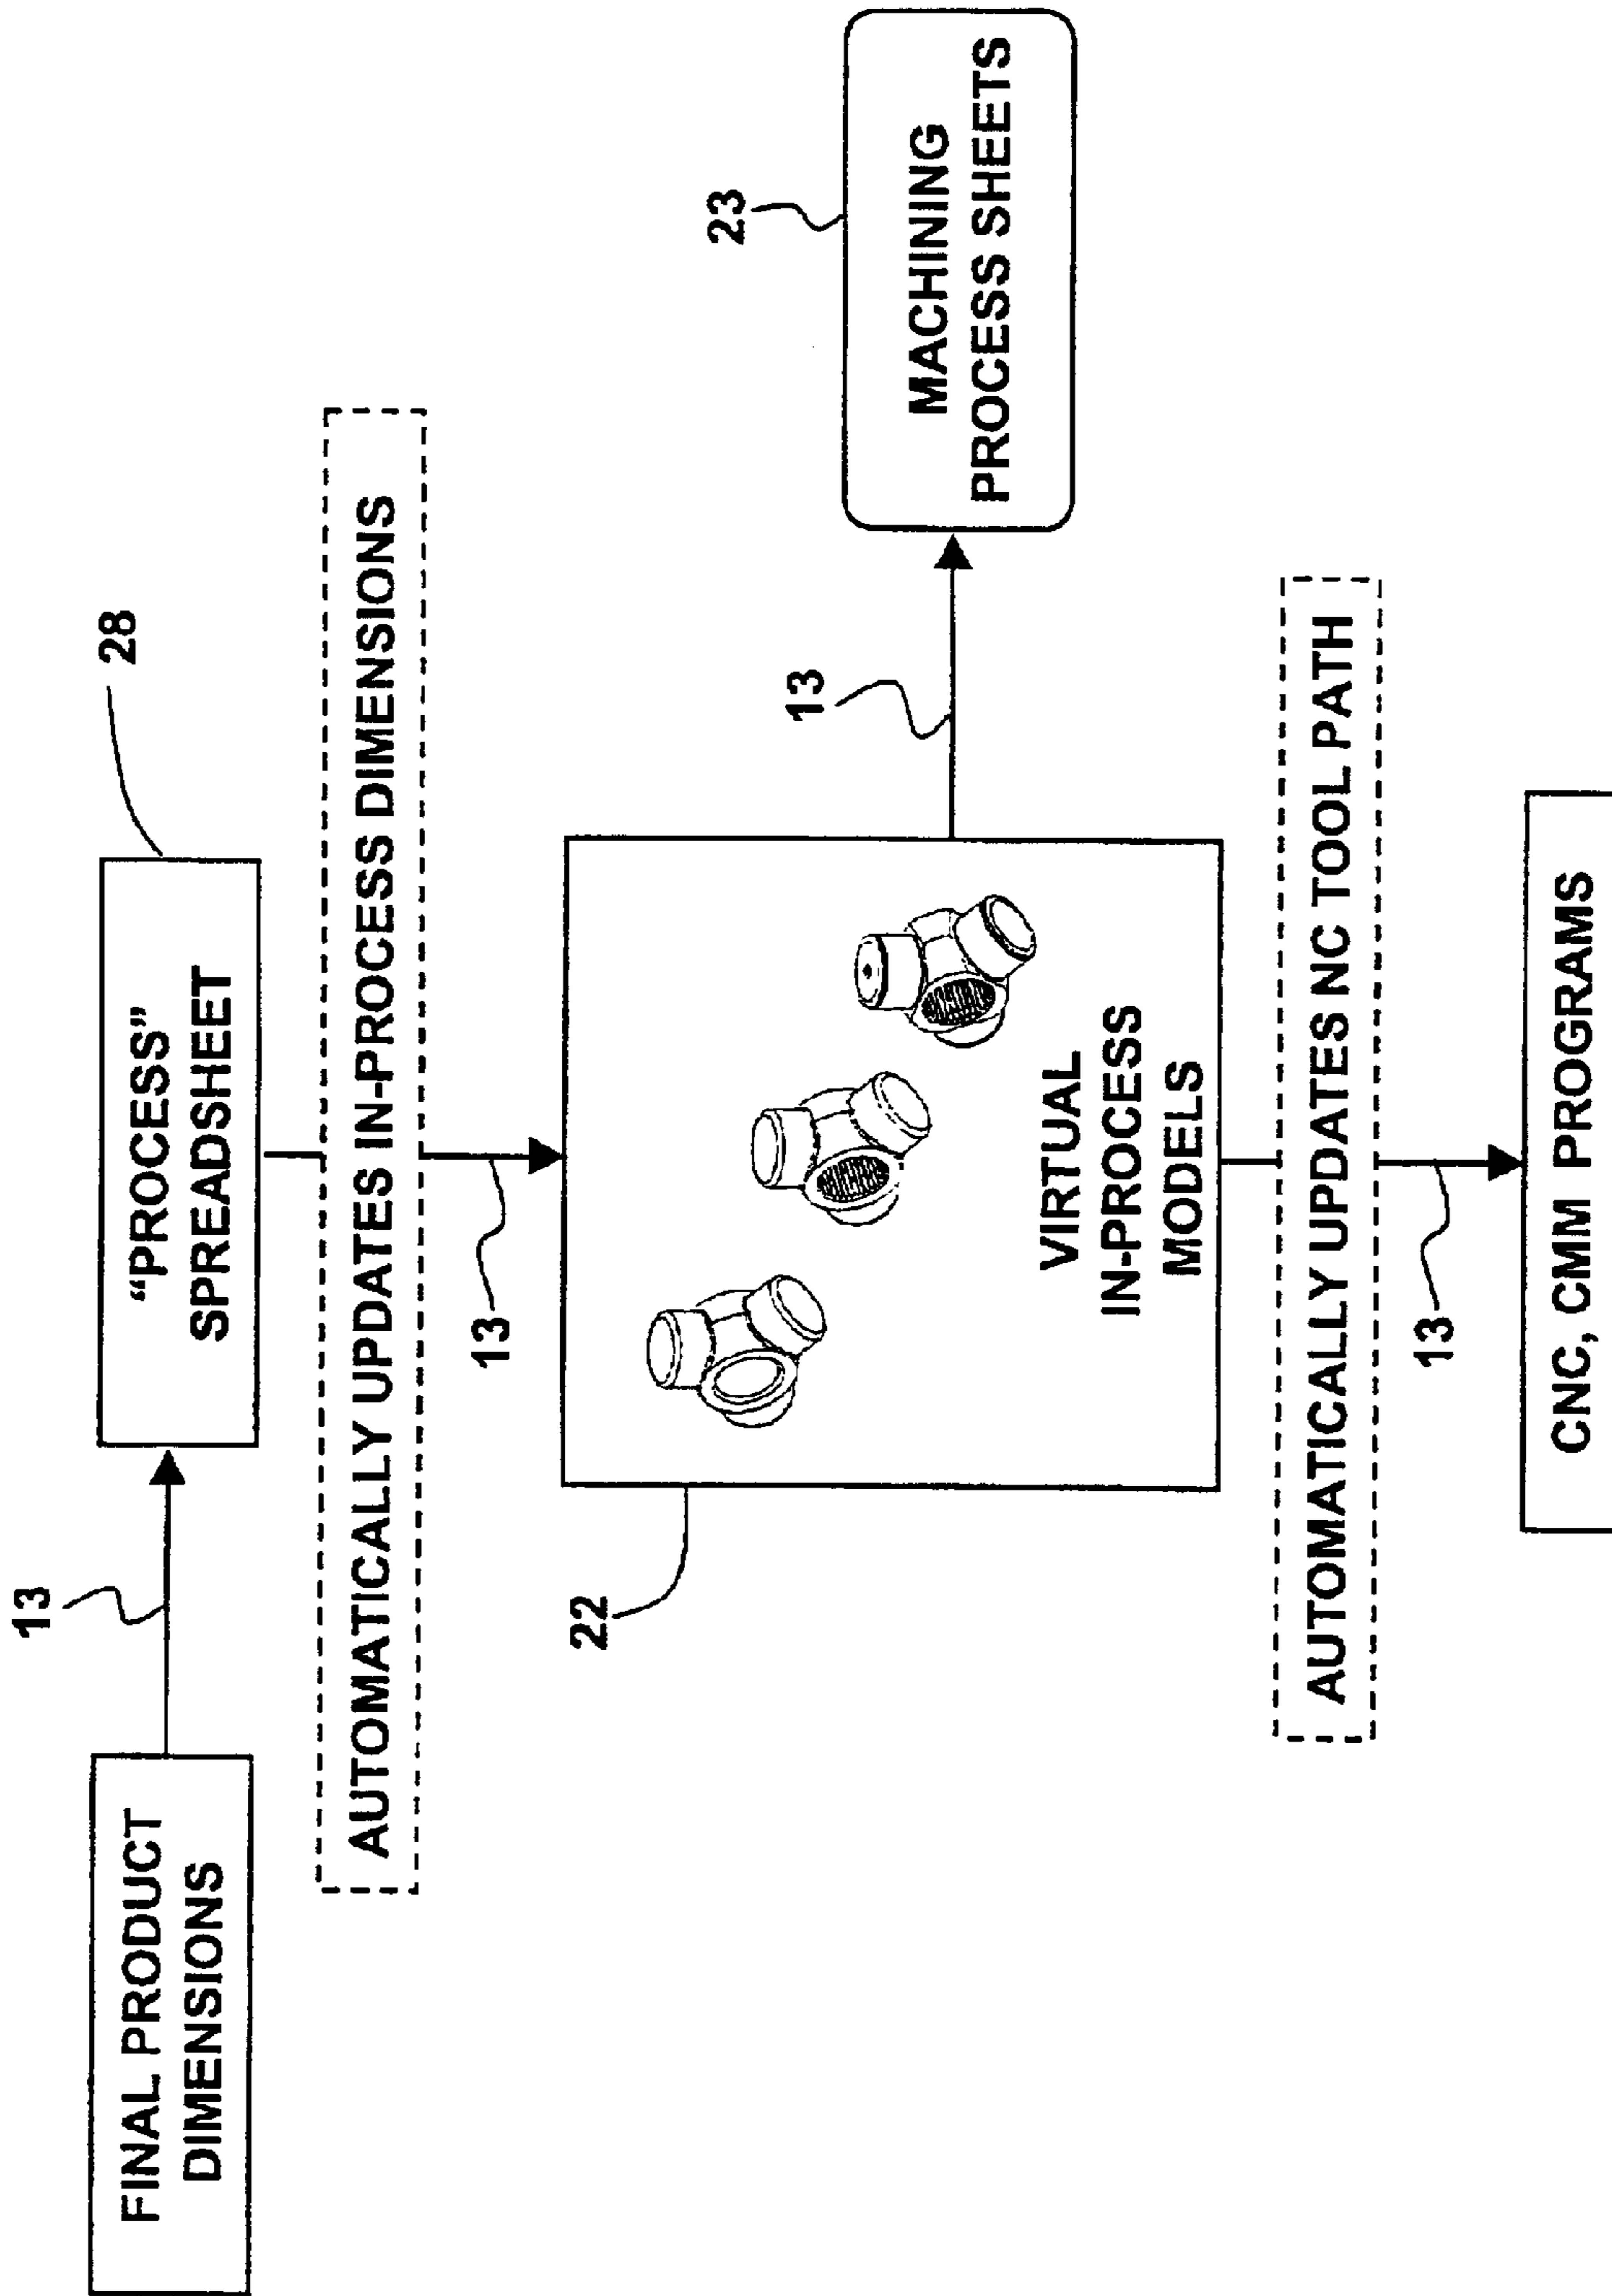 13
FINAL PRODUCT
DIMENSIONS
28
“PROCESS”
SPREADSHEET
AUTOMATICALLY UPDATES IN-PROCESS DIMENSIONS
13
22
VIRTUAL
IN-PROCESS
MODELS
13
23
MACHINING
PROCESS SHEETS
AUTOMATICALLY UPDATES NC TOOL PATH
13
CNC, CMM PROGRAMS